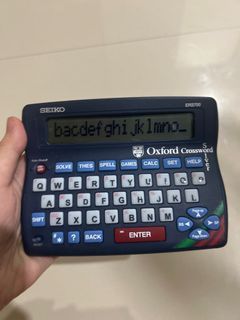 SEIKO
ER3700
bacdefghijklmno_
Oxford Crossword
SOLVE THES SPELL GAMES CALC SET HELP
Q W E R T Y U I O P
A S D F G H J K L
SHIFT Z X C V B N M
? BACK ENTER